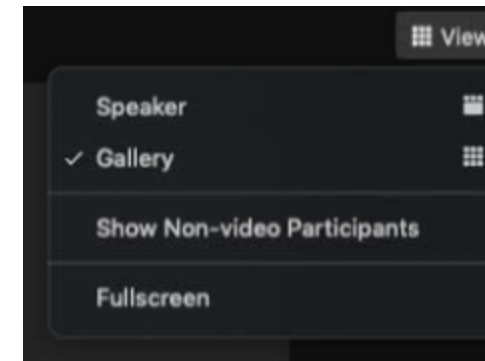 View
Speaker
Gallery
Show Non-video Participants
Fullscreen